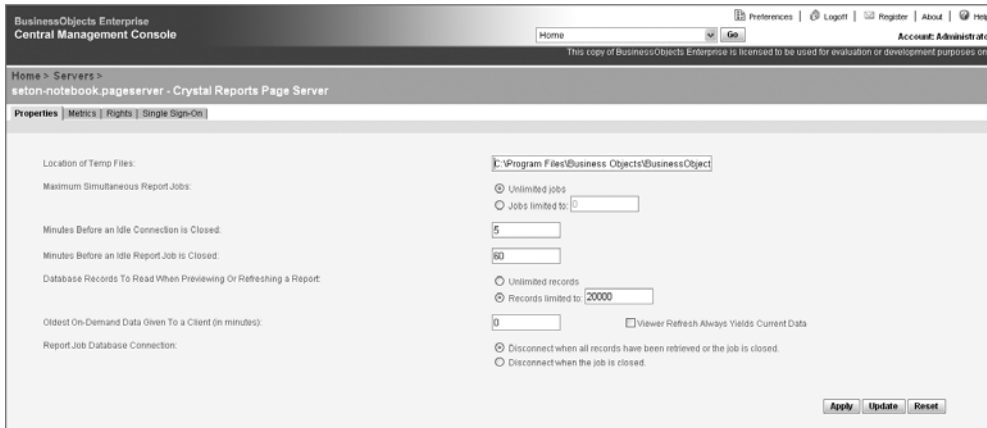 BusinessObjects Enterprise
Central Management Console
Preferences | Logoff | Register | About | Help
Home Go
Account: Administrato
This copy of BusinessObjects Enterprise is licensed to be used for evaluation or development purposes on
Home > Servers >
seton-notebook.pageserver - Crystal Reports Page Server
Properties | Metrics | Rights | Single Sign-On |
Location of Temp Files: C:\Program Files\Business Objects\BusinessObject
Maximum Simultaneous Report Jobs: Unlimited jobs
Jobs limited to: 0
Minutes Before an Idle Connection is Closed: 5
Minutes Before an Idle Report Job is Closed: 60
Database Records To Read When Previewing Or Refreshing a Report: Unlimited records
Records limited to: 20000
Oldest On-Demand Data Given To a Client (in minutes): 0 Viewer Refresh Always Yields Current Data
Report Job Database Connection: Disconnect when all records have been retrieved or the job is closed.
Disconnect when the job is closed.
Apply Update Reset